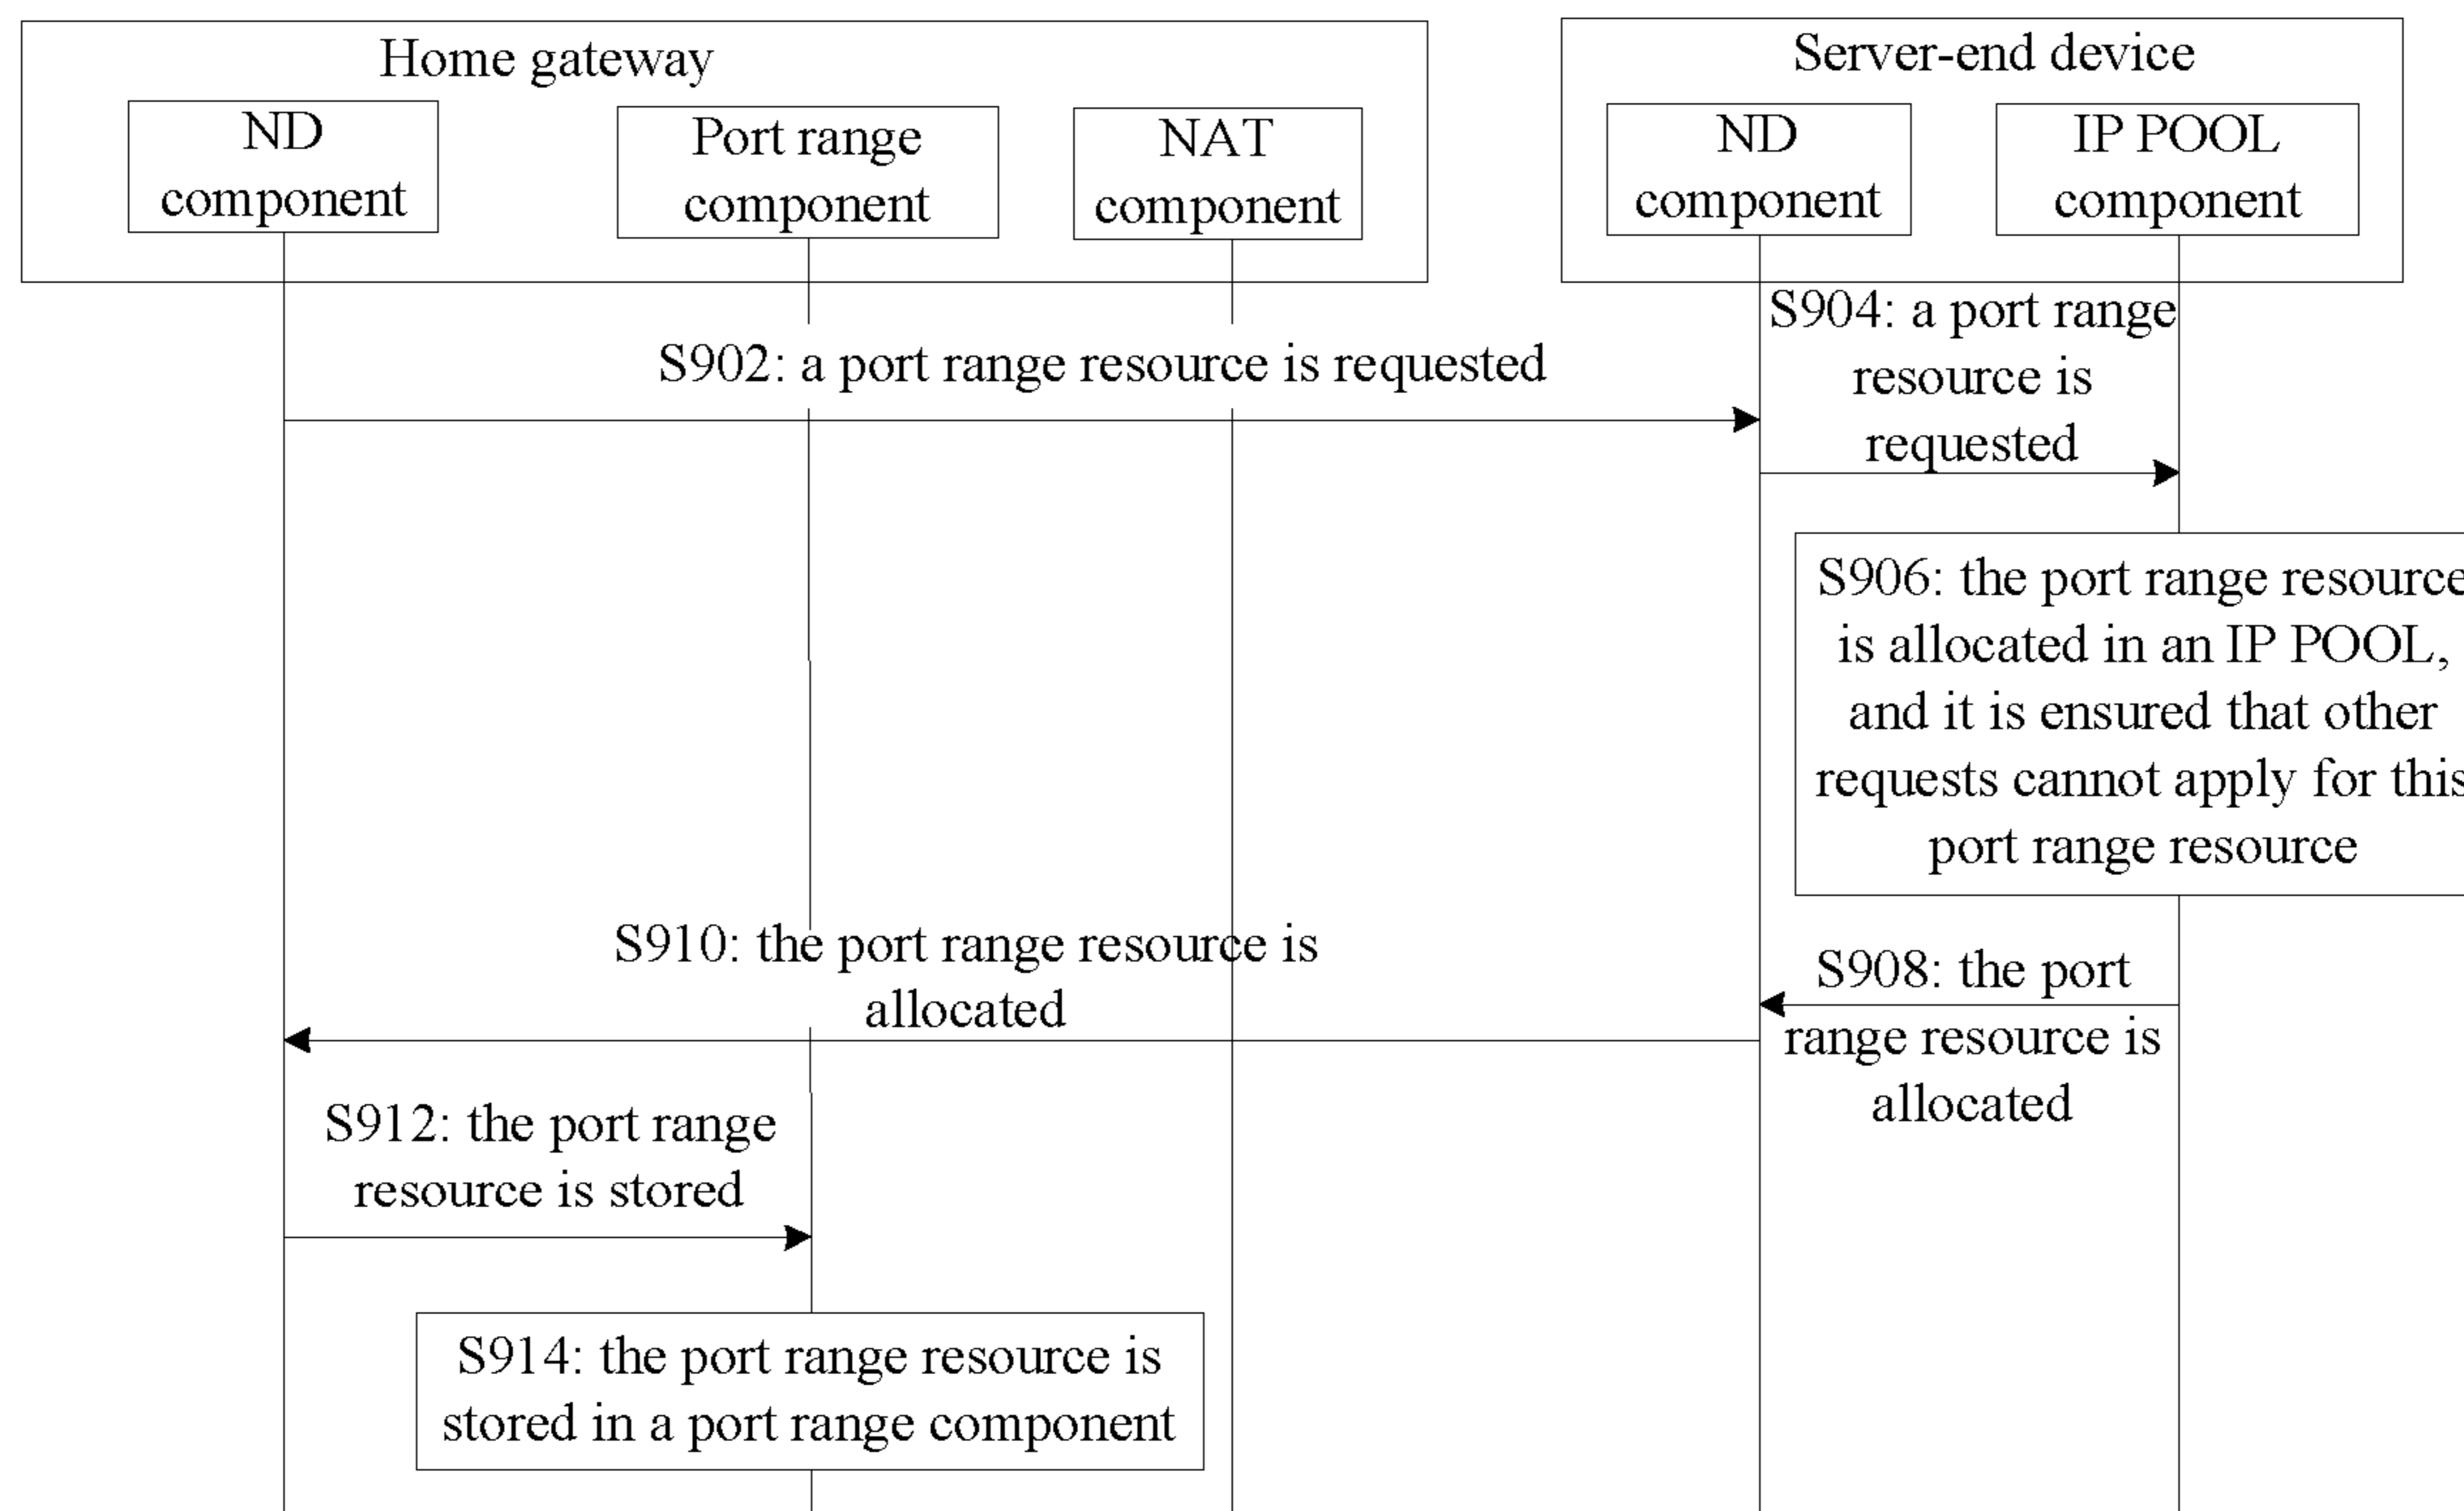 Home gateway
Server-end device
ND
component
Port range
component
NAT
component
ND
component
IP POOL
component
S902: a port range resource is requested
S904: a port range
resource is
requested
S906: the port range resource
is allocated in an IP POOL,
and it is ensured that other
requests cannot apply for this
port range resource
S910: the port range resource is
allocated
S908: the port
range resource is
allocated
S912: the port range
resource is stored
S914: the port range resource is
stored in a port range component